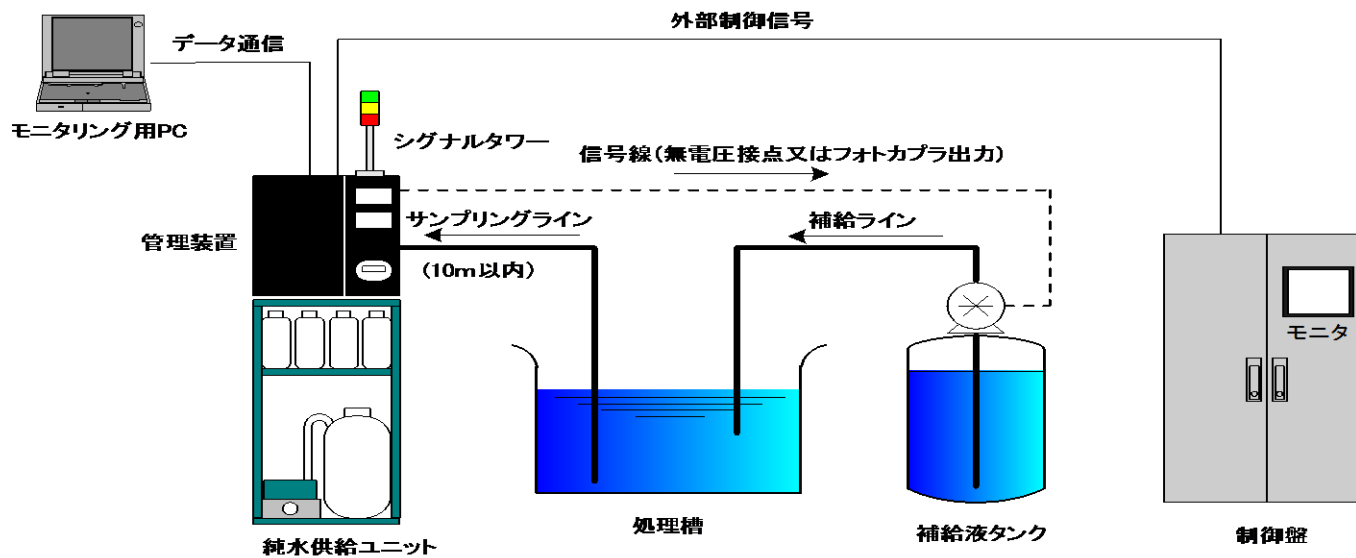 外部制御信号
データ通信
モニタリング用PC
シグナルタワー
信号線(無電圧接点又はフォトカプラ出力)
サンプリングライン
補給ライン
管理装置
(10m以内)
モニタ
処理槽
補給液タンク
制御盤
純水供給ユニット